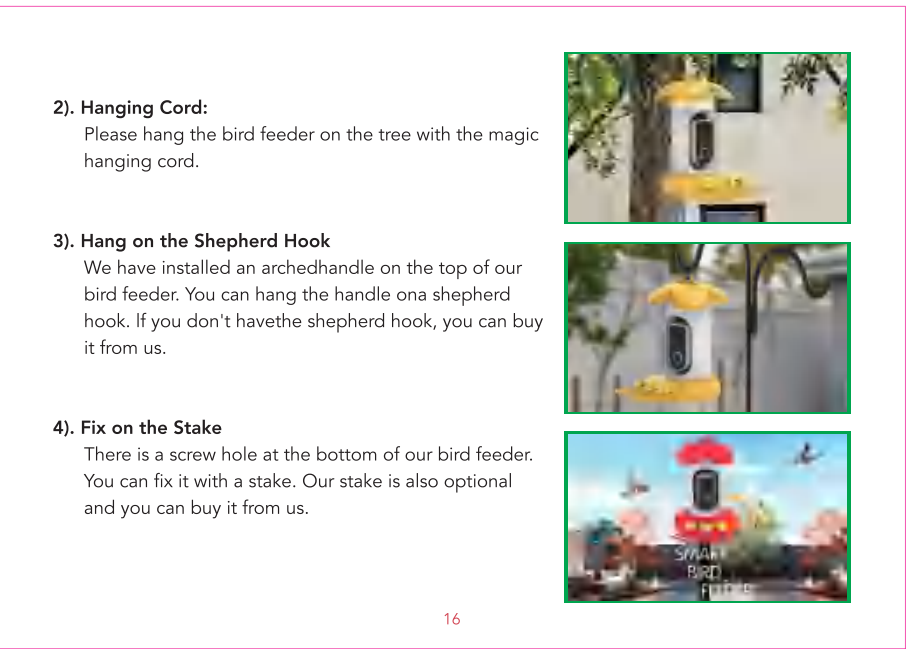 2). Hanging Cord:
Please hang the bird feeder on the tree with the magic
hanging cord.
3). Hang on the Shepherd Hook
We have installed an archedhandle on the top of our
bird feeder. You can hang the handle ona shepherd
hook. If you don't havethe shepherd hook, you can buy
it from us.
4). Fix on the Stake
There is a screw hole at the bottom of our bird feeder.
You can fix it with a stake. Our stake is also optional
and you can buy it from us.
SMART
BIRD
FEEDER
16